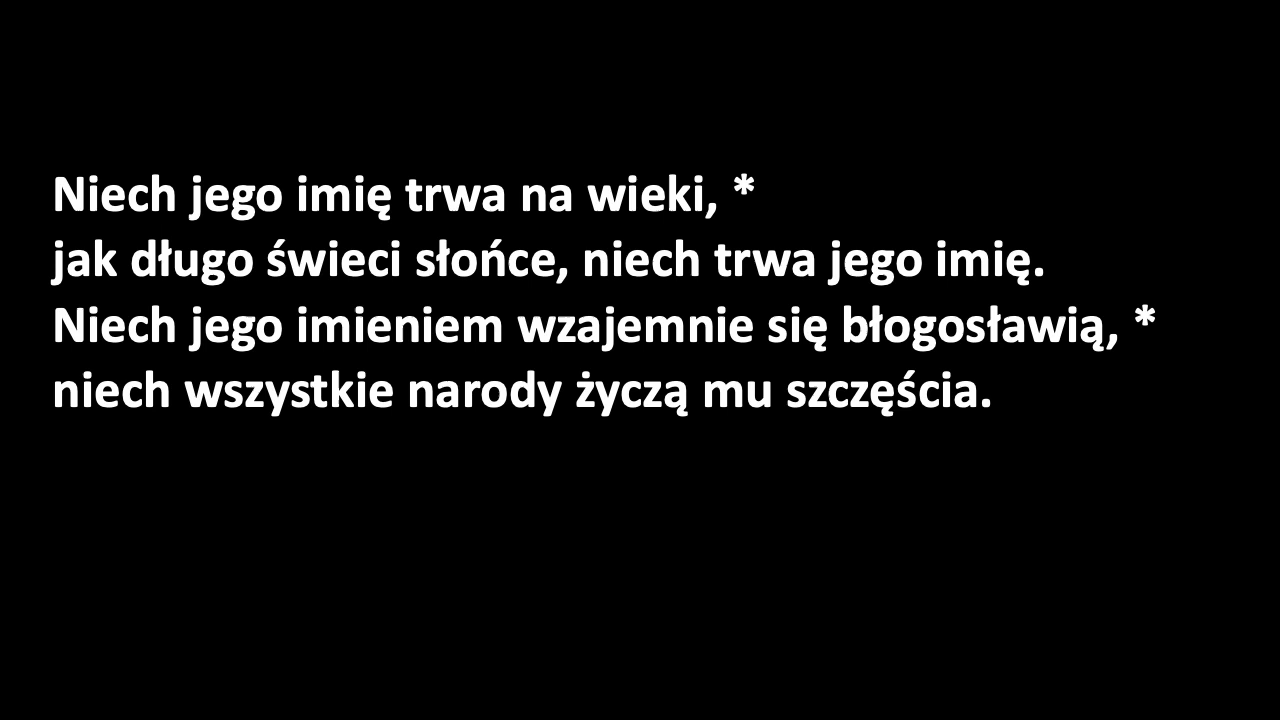 Niech jego imię trwa na wieki, *
jak długo świeci słońce, niech trwa jego imię.
Niech jego imieniem wzajemnie się błogosławią, *
niech wszystkie narody życzą mu szczęścia.